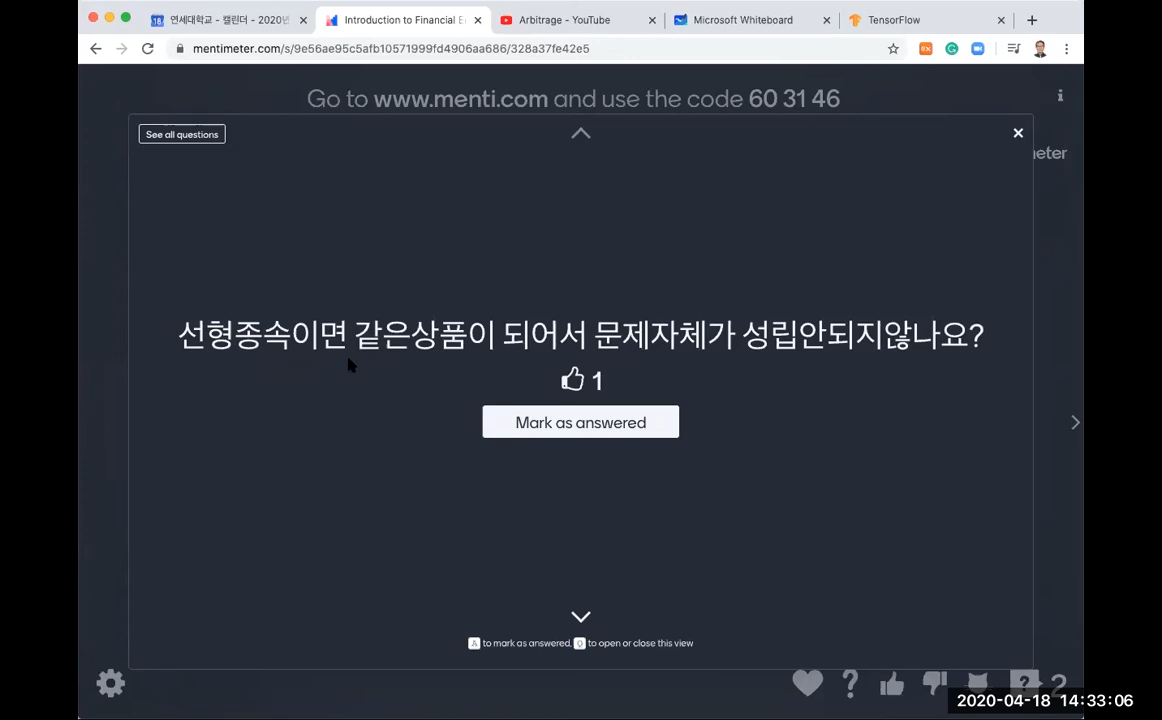 연세대학교 - 캘린더 - 2020년
Introduction to Financial E
Arbitrage - YouTube
Microsoft Whiteboard
TensorFlow
mentimeter.com/s/9e56ae95c5afb10571999fd4906aa686/328a37fe42e5
Go to www.menti.com and use the code 60 31 46
See all questions
eter
선형종속이면 같은상품이 되어서 문제자체가 성립안되지않나요?
1
Mark as answered
A to mark as answered, Q to open or close this view
2
2020-04-18 14:33:06